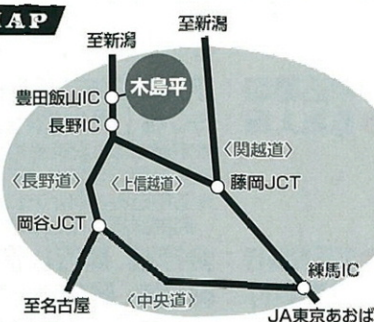 MAP
至新潟
至新潟
豊田飯山IC
木島平
長野IC
〈関越道〉
〈長野道〉
〈上信越道〉
藤岡JCT
岡谷JCT
練馬IC
至名古屋
〈中央道〉
JA東京あおば